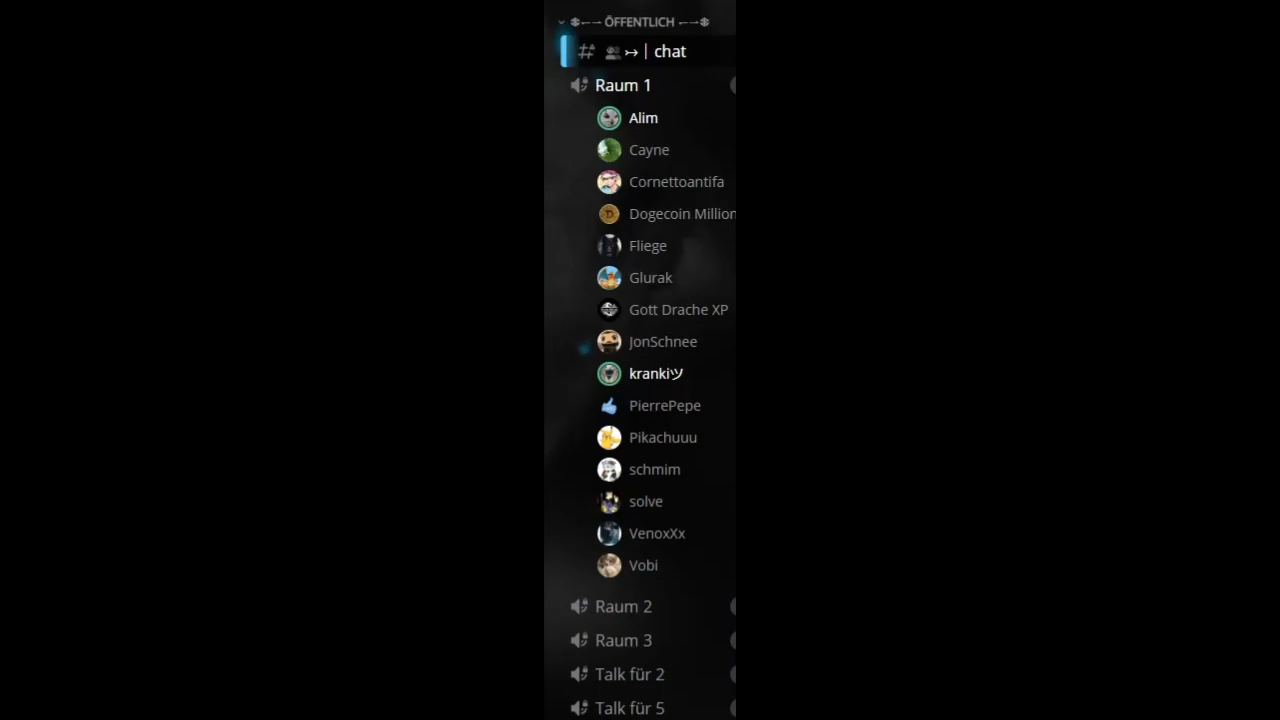 ÖFFENTLICH
chat
Raum 1
Alim
Cayne
Cornettoantifa
Dogecoin Million
Fliege
Glurak
Gott Drache XP
JonSchnee
krankiツ
PierrePepe
Pikachuuu
schmim
solve
VenoxXx
Vobi
Raum 2
Raum 3
Talk für 2
Talk für 5